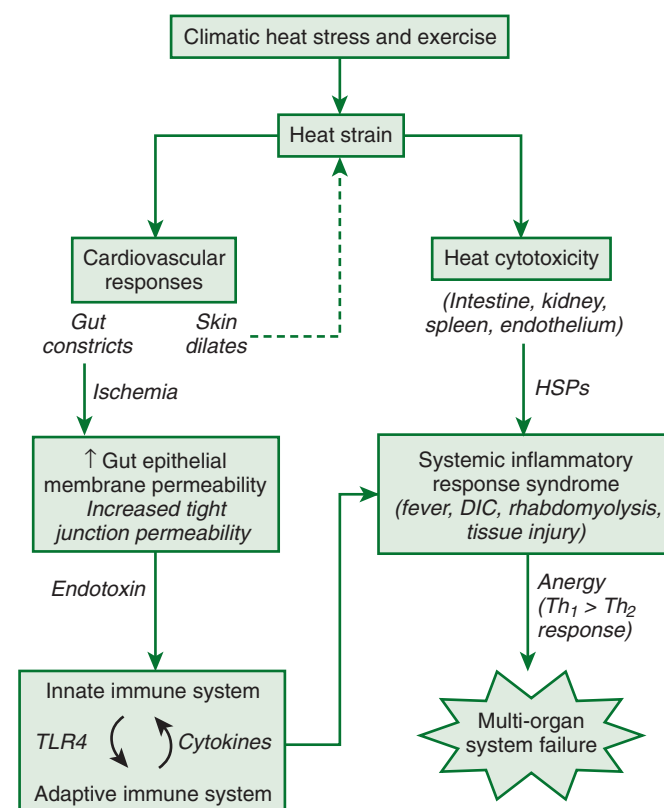 Climatic heat stress and exercise
Heat strain
Cardiovascular
responses
Heat cytotoxicity
Gut
constricts
Skin
dilates
(Intestine, kidney,
spleen, endothelium)
Ischemia
HSPs
↑ Gut epithelial
membrane permeability
Increased tight
junction permeability
Systemic inflammatory
response syndrome
(fever, DIC, rhabdomyolysis,
tissue injury)
Endotoxin
Anergy
(Th1 > Th2
response)
Innate immune system
TLR4 Cytokines
Adaptive immune system
Multi-organ
system failure